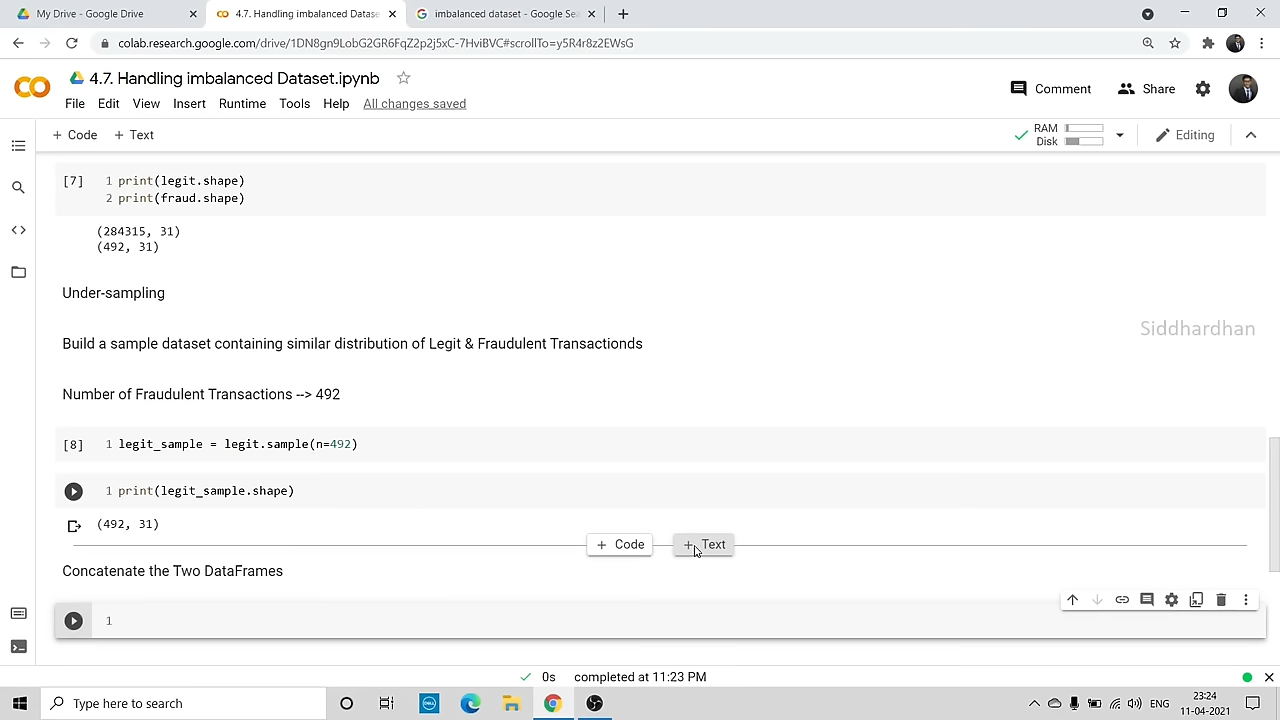 My Drive - Google Drive
4.7. Handling imbalanced Datase
imbalanced dataset - Google Sea
colab.research.google.com/drive/1DN8gn9LobG2GR6FqZ2p2j5xC-7HviBVC#scrollTo=y5R4r8z2EWsG
4.7. Handling imbalanced Dataset.ipynb
Comment
Share
File Edit View Insert Runtime Tools Help All changes saved
+ Code + Text
RAM
Disk
Editing
[7] 1 print(legit.shape)
2 print(fraud.shape)
(284315, 31)
(492, 31)
Under-sampling
Siddhardhan
Build a sample dataset containing similar distribution of Legit & Fraudulent Transactionds
Number of Fraudulent Transactions --> 492
[8] 1 legit_sample = legit.sample(n=492)
1 print(legit_sample.shape)
(492, 31)
+ Code + Text
Concatenate the Two DataFrames
1
0s completed at 11:23 PM
Type here to search
DELL
ENG
23:24
11-04-2021